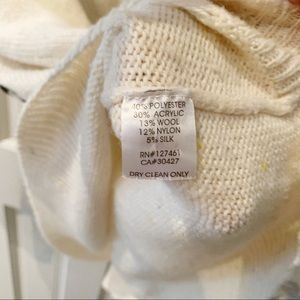 40% POLYESTER
30% ACRYLIC
13% WOOL
12% NYLON
5% SILK
RN#127461
CA#30427
DRY CLEAN ONLY